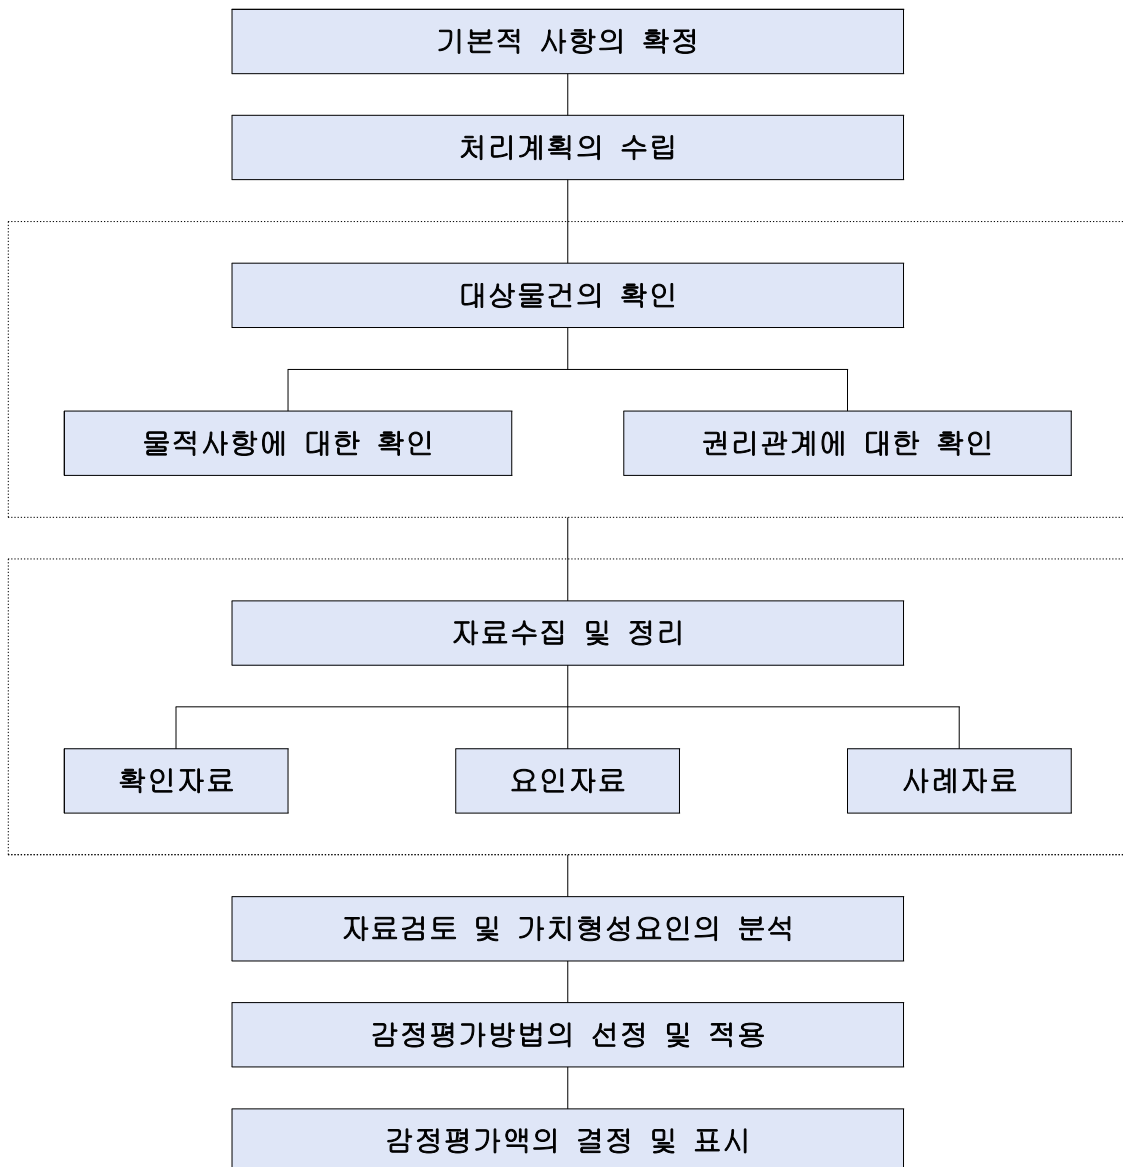 기본적 사항의 확정
처리계획의 수립
대상물건의 확인
물적사항에 대한 확인
권리관계에 대한 확인
자료수집 및 정리
확인자료
요인자료
사례자료
자료검토 및 가치형성요인의 분석
감정평가방법의 선정 및 적용
감정평가액의 결정 및 표시